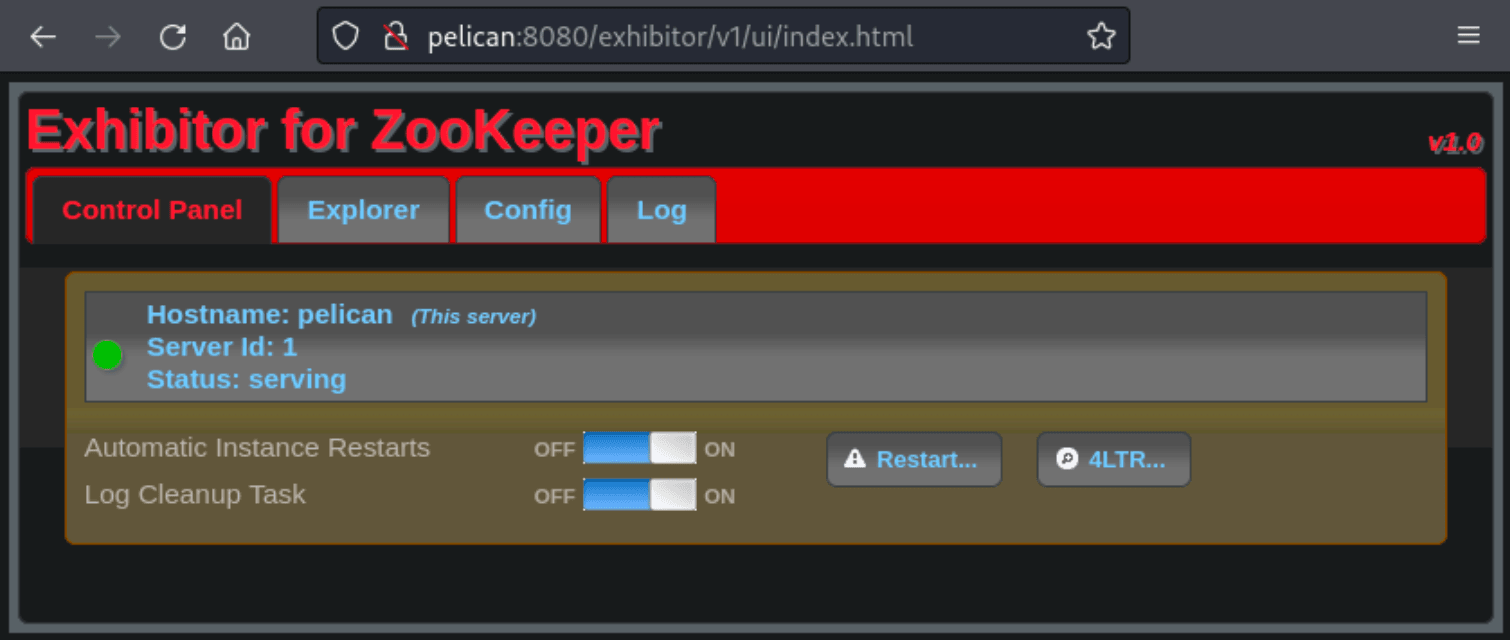 pelican:8080/exhibitor/v1/ui/index.html
Exhibitor for ZooKeeper
v1.0
Control Panel Explorer Config Log
Hostname: pelican (This server)
Server Id: 1
Status: serving
Automatic Instance Restarts OFF ON Restart... 4LTR...
Log Cleanup Task OFF ON